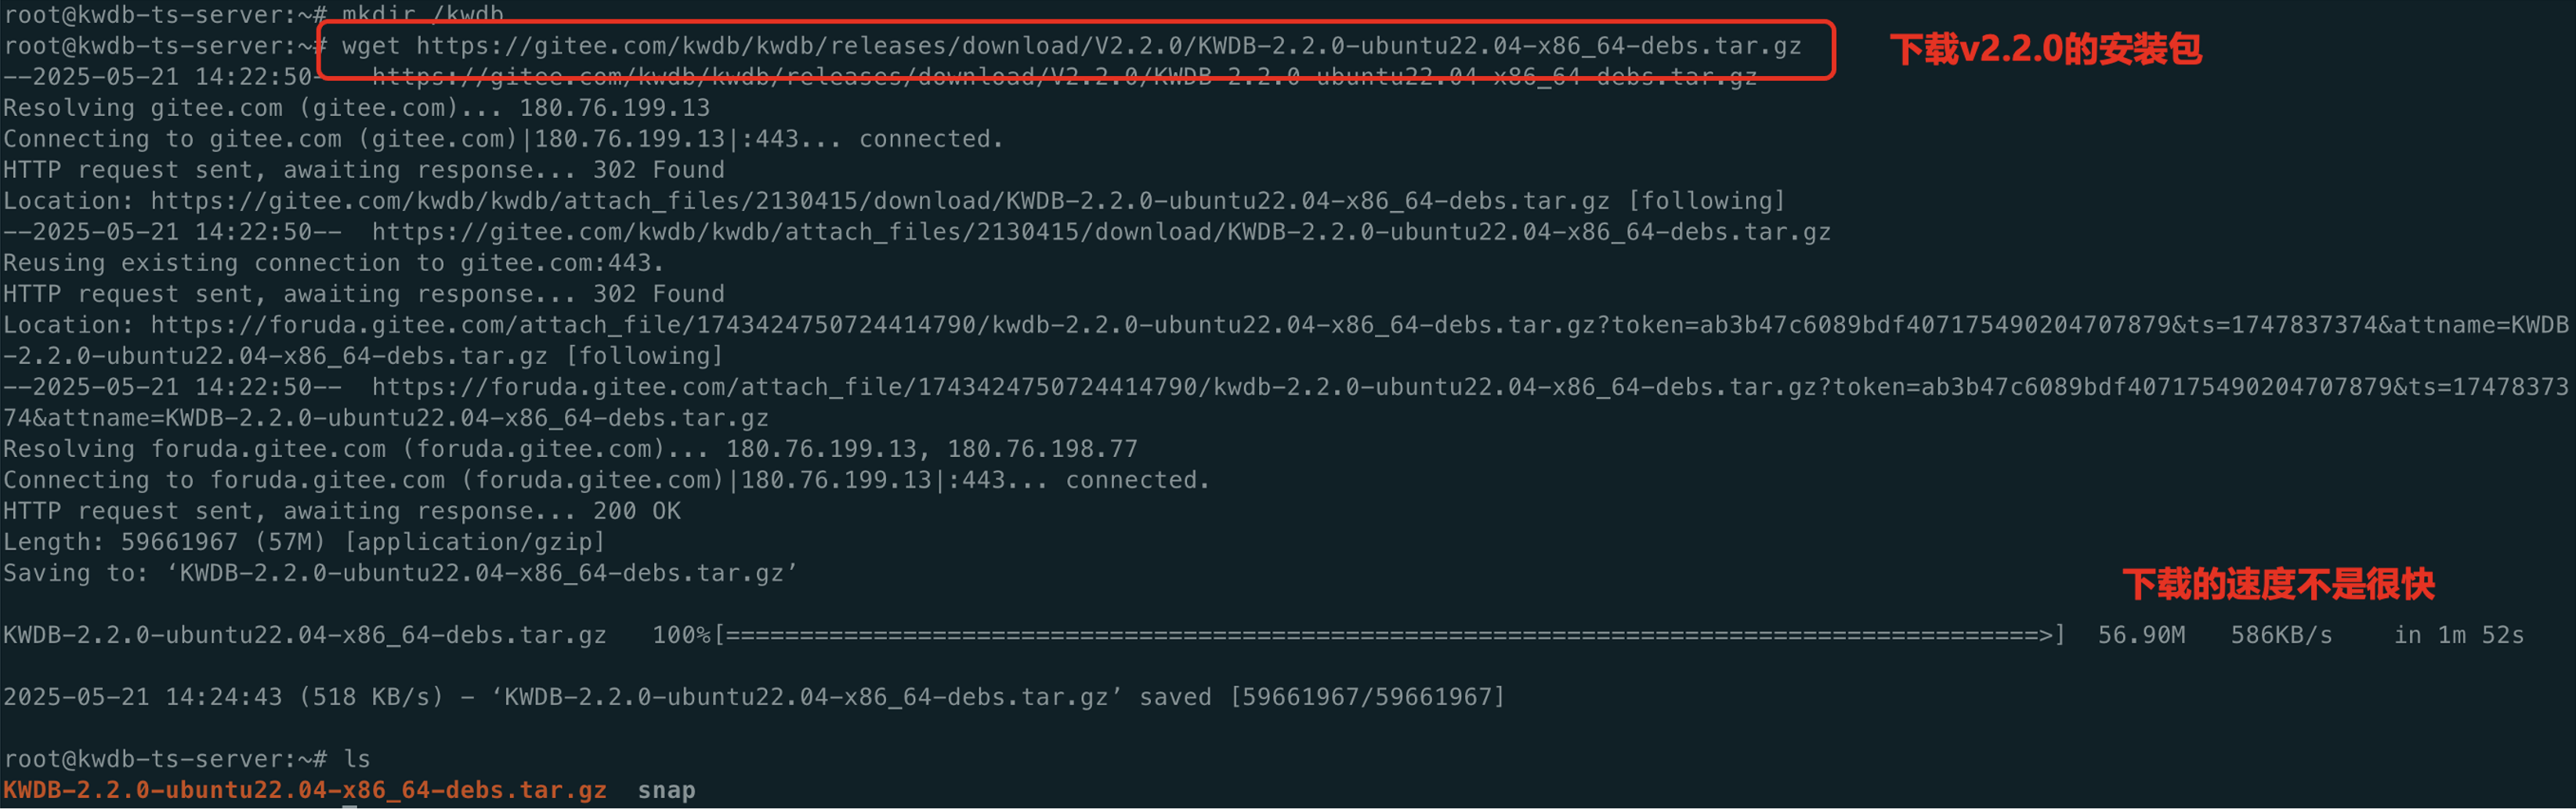 root@kwdb-ts-server:~# mkdir /kwdb
root@kwdb-ts-server:~# wget https://gitee.com/kwdb/kwdb/releases/download/V2.2.0/KWDB-2.2.0-ubuntu22.04-x86_64-debs.tar.gz
下载v2.2.0的安装包
--2025-05-21 14:22:50-- https://gitee.com/kwdb/kwdb/releases/download/V2.2.0/KWDB-2.2.0-ubuntu22.04-x86_64-debs.tar.gz
Resolving gitee.com (gitee.com)... 180.76.199.13
Connecting to gitee.com (gitee.com)|180.76.199.13|:443... connected.
HTTP request sent, awaiting response... 302 Found
Location: https://gitee.com/kwdb/kwdb/attach_files/2130415/download/KWDB-2.2.0-ubuntu22.04-x86_64-debs.tar.gz [following]
--2025-05-21 14:22:50--  https://gitee.com/kwdb/kwdb/attach_files/2130415/download/KWDB-2.2.0-ubuntu22.04-x86_64-debs.tar.gz
Reusing existing connection to gitee.com:443.
HTTP request sent, awaiting response... 302 Found
Location: https://foruda.gitee.com/attach_file/1743424750724414790/kwdb-2.2.0-ubuntu22.04-x86_64-debs.tar.gz?token=ab3b47c6089bdf407175490204707879&ts=1747837374&attname=KWDB
-2.2.0-ubuntu22.04-x86_64-debs.tar.gz [following]
--2025-05-21 14:22:50--  https://foruda.gitee.com/attach_file/1743424750724414790/kwdb-2.2.0-ubuntu22.04-x86_64-debs.tar.gz?token=ab3b47c6089bdf407175490204707879&ts=17478373
74&attname=KWDB-2.2.0-ubuntu22.04-x86_64-debs.tar.gz
Resolving foruda.gitee.com (foruda.gitee.com)... 180.76.199.13, 180.76.198.77
Connecting to foruda.gitee.com (foruda.gitee.com)|180.76.199.13|:443... connected.
HTTP request sent, awaiting response... 200 OK
Length: 59661967 (57M) [application/gzip]
Saving to: ‘KWDB-2.2.0-ubuntu22.04-x86_64-debs.tar.gz’
下载的速度不是很快
KWDB-2.2.0-ubuntu22.04-x86_64-debs.tar.gz   100%[=========================================================================================>]  56.90M   586KB/s    in 1m 52s
2025-05-21 14:24:43 (518 KB/s) - ‘KWDB-2.2.0-ubuntu22.04-x86_64-debs.tar.gz’ saved [59661967/59661967]
root@kwdb-ts-server:~# ls
KWDB-2.2.0-ubuntu22.04-x86_64-debs.tar.gz  snap